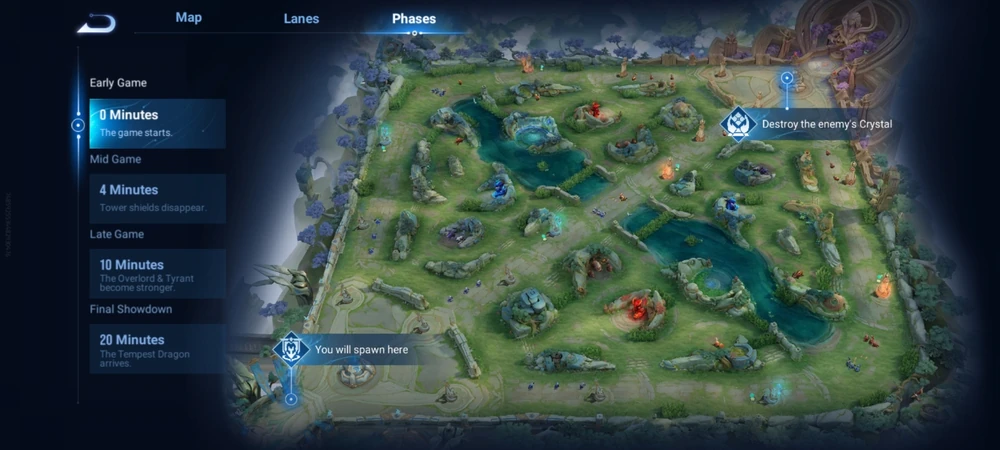 Map
Lanes
Phases
Early Game
0 Minutes
The game starts.
Mid Game
4 Minutes
Tower shields disappear.
Late Game
10 Minutes
The Overlord & Tyrant
become stronger.
Final Showdown
20 Minutes
The Tempest Dragon
arrives.
Destroy the enemy's Crystal
You will spawn here